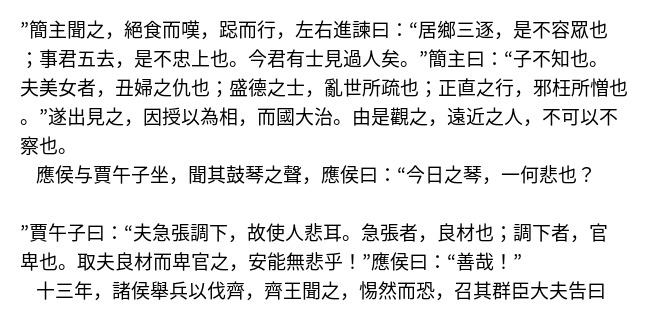 ”簡主聞之，絕食而嘆，跽而行，左右進諫曰：“居鄉三逐，是不容眾也
；事君五去，是不忠上也。今君有士見過人矣。”簡主曰：“子不知也。
夫美女者，丑婦之仇也；盛德之士，亂世所疏也；正直之行，邪枉所憎也
。”遂出見之，因授以為相，而國大治。由是觀之，遠近之人，不可以不
察也。
應侯与賈午子坐，聞其鼓琴之聲，應侯曰：“今日之琴，一何悲也？
”賈午子曰：“夫急張調下，故使人悲耳。急張者，良材也；調下者，官
卑也。取夫良材而卑官之，安能無悲乎！”應侯曰：“善哉！”
十三年，諸侯舉兵以伐齊，齊王聞之，惕然而恐，召其群臣大夫告曰